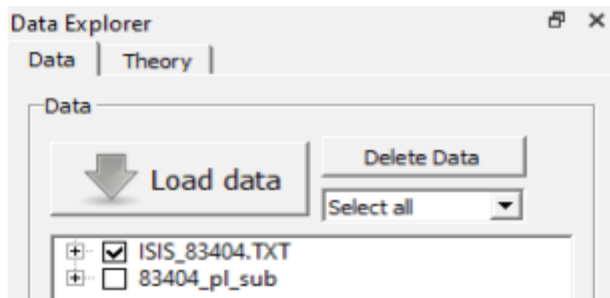 Data Explorer
Data
Theory
Data
Load data
Delete Data
Select all
ISIS_83404.TXT
83404_pl_sub